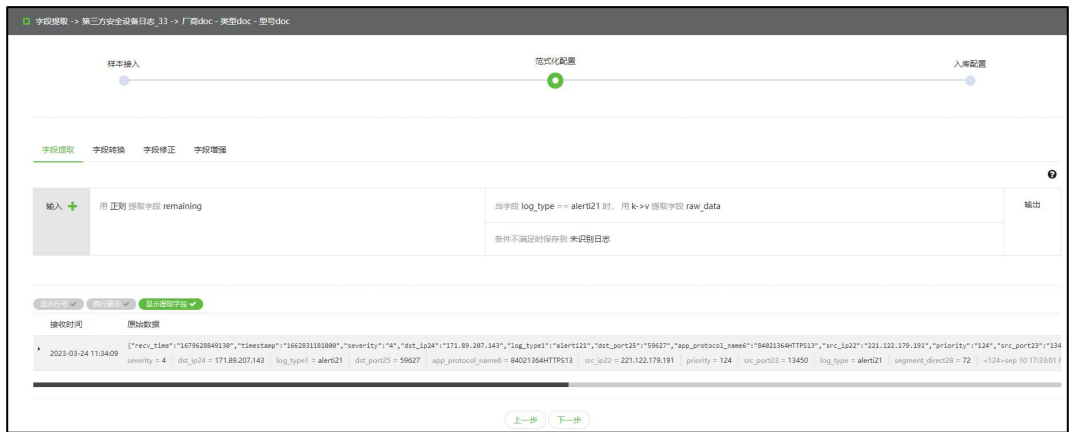 字段提取 -> 第三方安全设备日志_33 -> 厂商doc - 类型doc - 型号doc
样本接入
范式化配置
入库配置
字段提取 字段转换 字段修正 字段增强
输入 用 正则 提取字段 remaining
当字段 log_type == alerti21 时, 用 k->v 提取字段 raw_data
输出
条件不满足时保存到 未识别日志
显示行号 换行展示 显示提取字段
接收时间 原始数据
2023-03-24 11:34:09
{"recv_time":"1679628849130","timestamp":"1662831181000","severity":"4","dst_ip24":"171.89.207.143","log_type1":"alerti21","dst_port25":"59627","app_protocol_name6":"84021364HTTPS13","src_ip22":"221.122.179.191","priority":"124","src_port23":"134
severity = 4 dst_ip24 = 171.89.207.143 log_type1 = alerti21 dst_port25 = 59627 app_protocol_name6 = 84021364HTTPS13 src_ip22 = 221.122.179.191 priority = 124 src_port23 = 13450 log_type = alerti21 segment_direct28 = 72 <124>sep 10 17:33:01
上一步 下一步